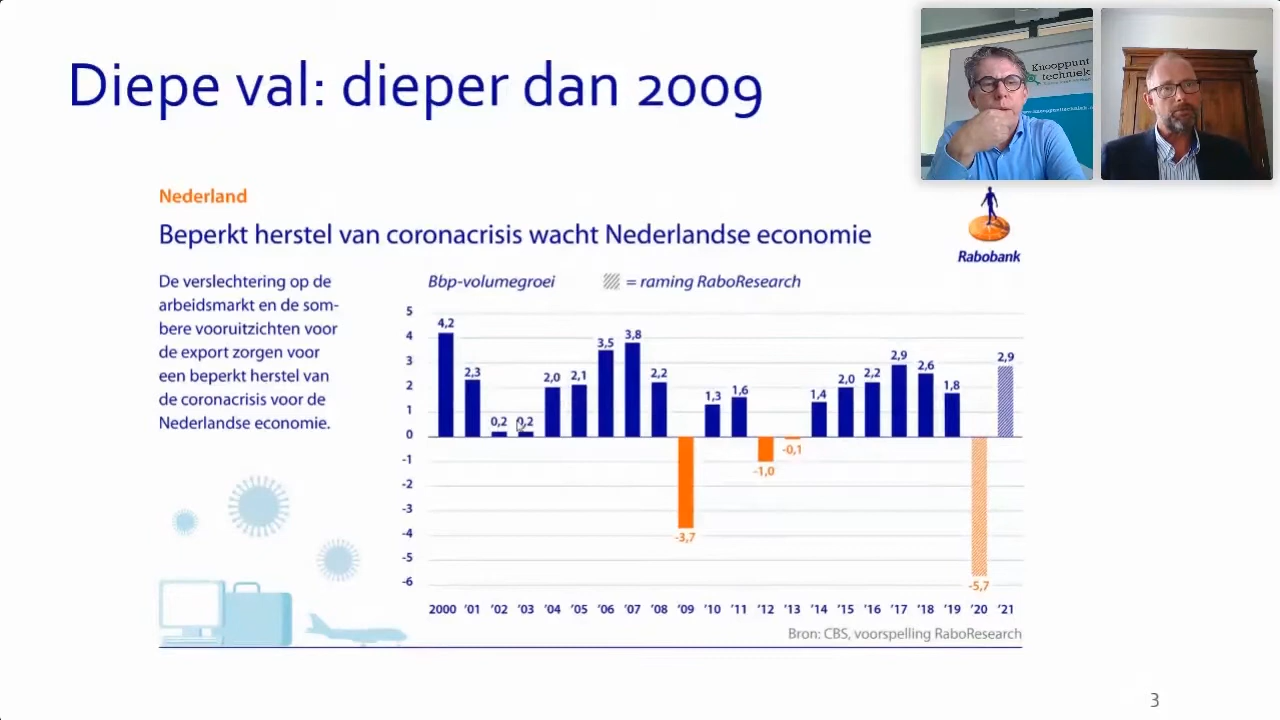 Diepe val: dieper dan 2009
Knooppunt
techniek
Nederland
Beperkt herstel van coronacrisis wacht Nederlandse economie
Rabobank
De verslechtering op de
arbeidsmarkt en de som-
bere vooruitzichten voor
de export zorgen voor
een beperkt herstel van
de coronacrisis voor de
Nederlandse economie.
Bbp-volumegroei
= raming RaboResearch
5
4
3
2
1
0
-1
-2
-3
-4
-5
-6
4,2
2,3
0,2
0,2
2,0
2,1
3,5
3,8
2,2
-3,7
1,3
1,6
-1,0
-0,1
1,4
2,0
2,2
2,9
2,6
1,8
-5,7
2,9
2000 '01 '02 '03 '04 '05 '06 '07 '08 '09 '10 '11 '12 '13 '14 '15 '16 '17 '18 '19 '20 '21
Bron: CBS, voorspelling RaboResearch
3